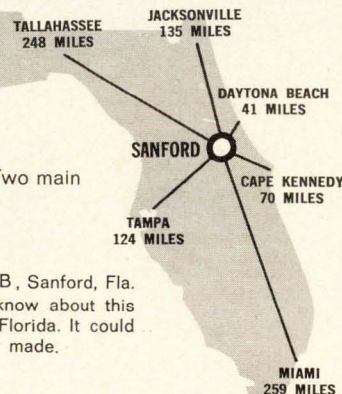 JACKSONVILLE
135 MILES
TALLAHASSEE
248 MILES
DAYTONA BEACH
41 MILES
SANFORD
Two main
CAPE KENNEDY
70 MILES
TAMPA
124 MILES
B, Sanford, Fla.
know about this
Florida. It could
made.
MIAMI
259 MILES